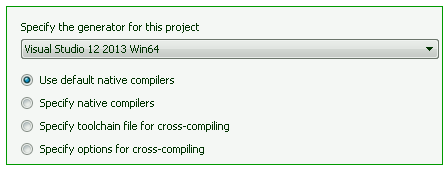 Specify the generator for this project
Visual Studio 12 2013 Win64
Use default native compilers
Specify native compilers
Specify toolchain file for cross-compiling
Specify options for cross-compiling